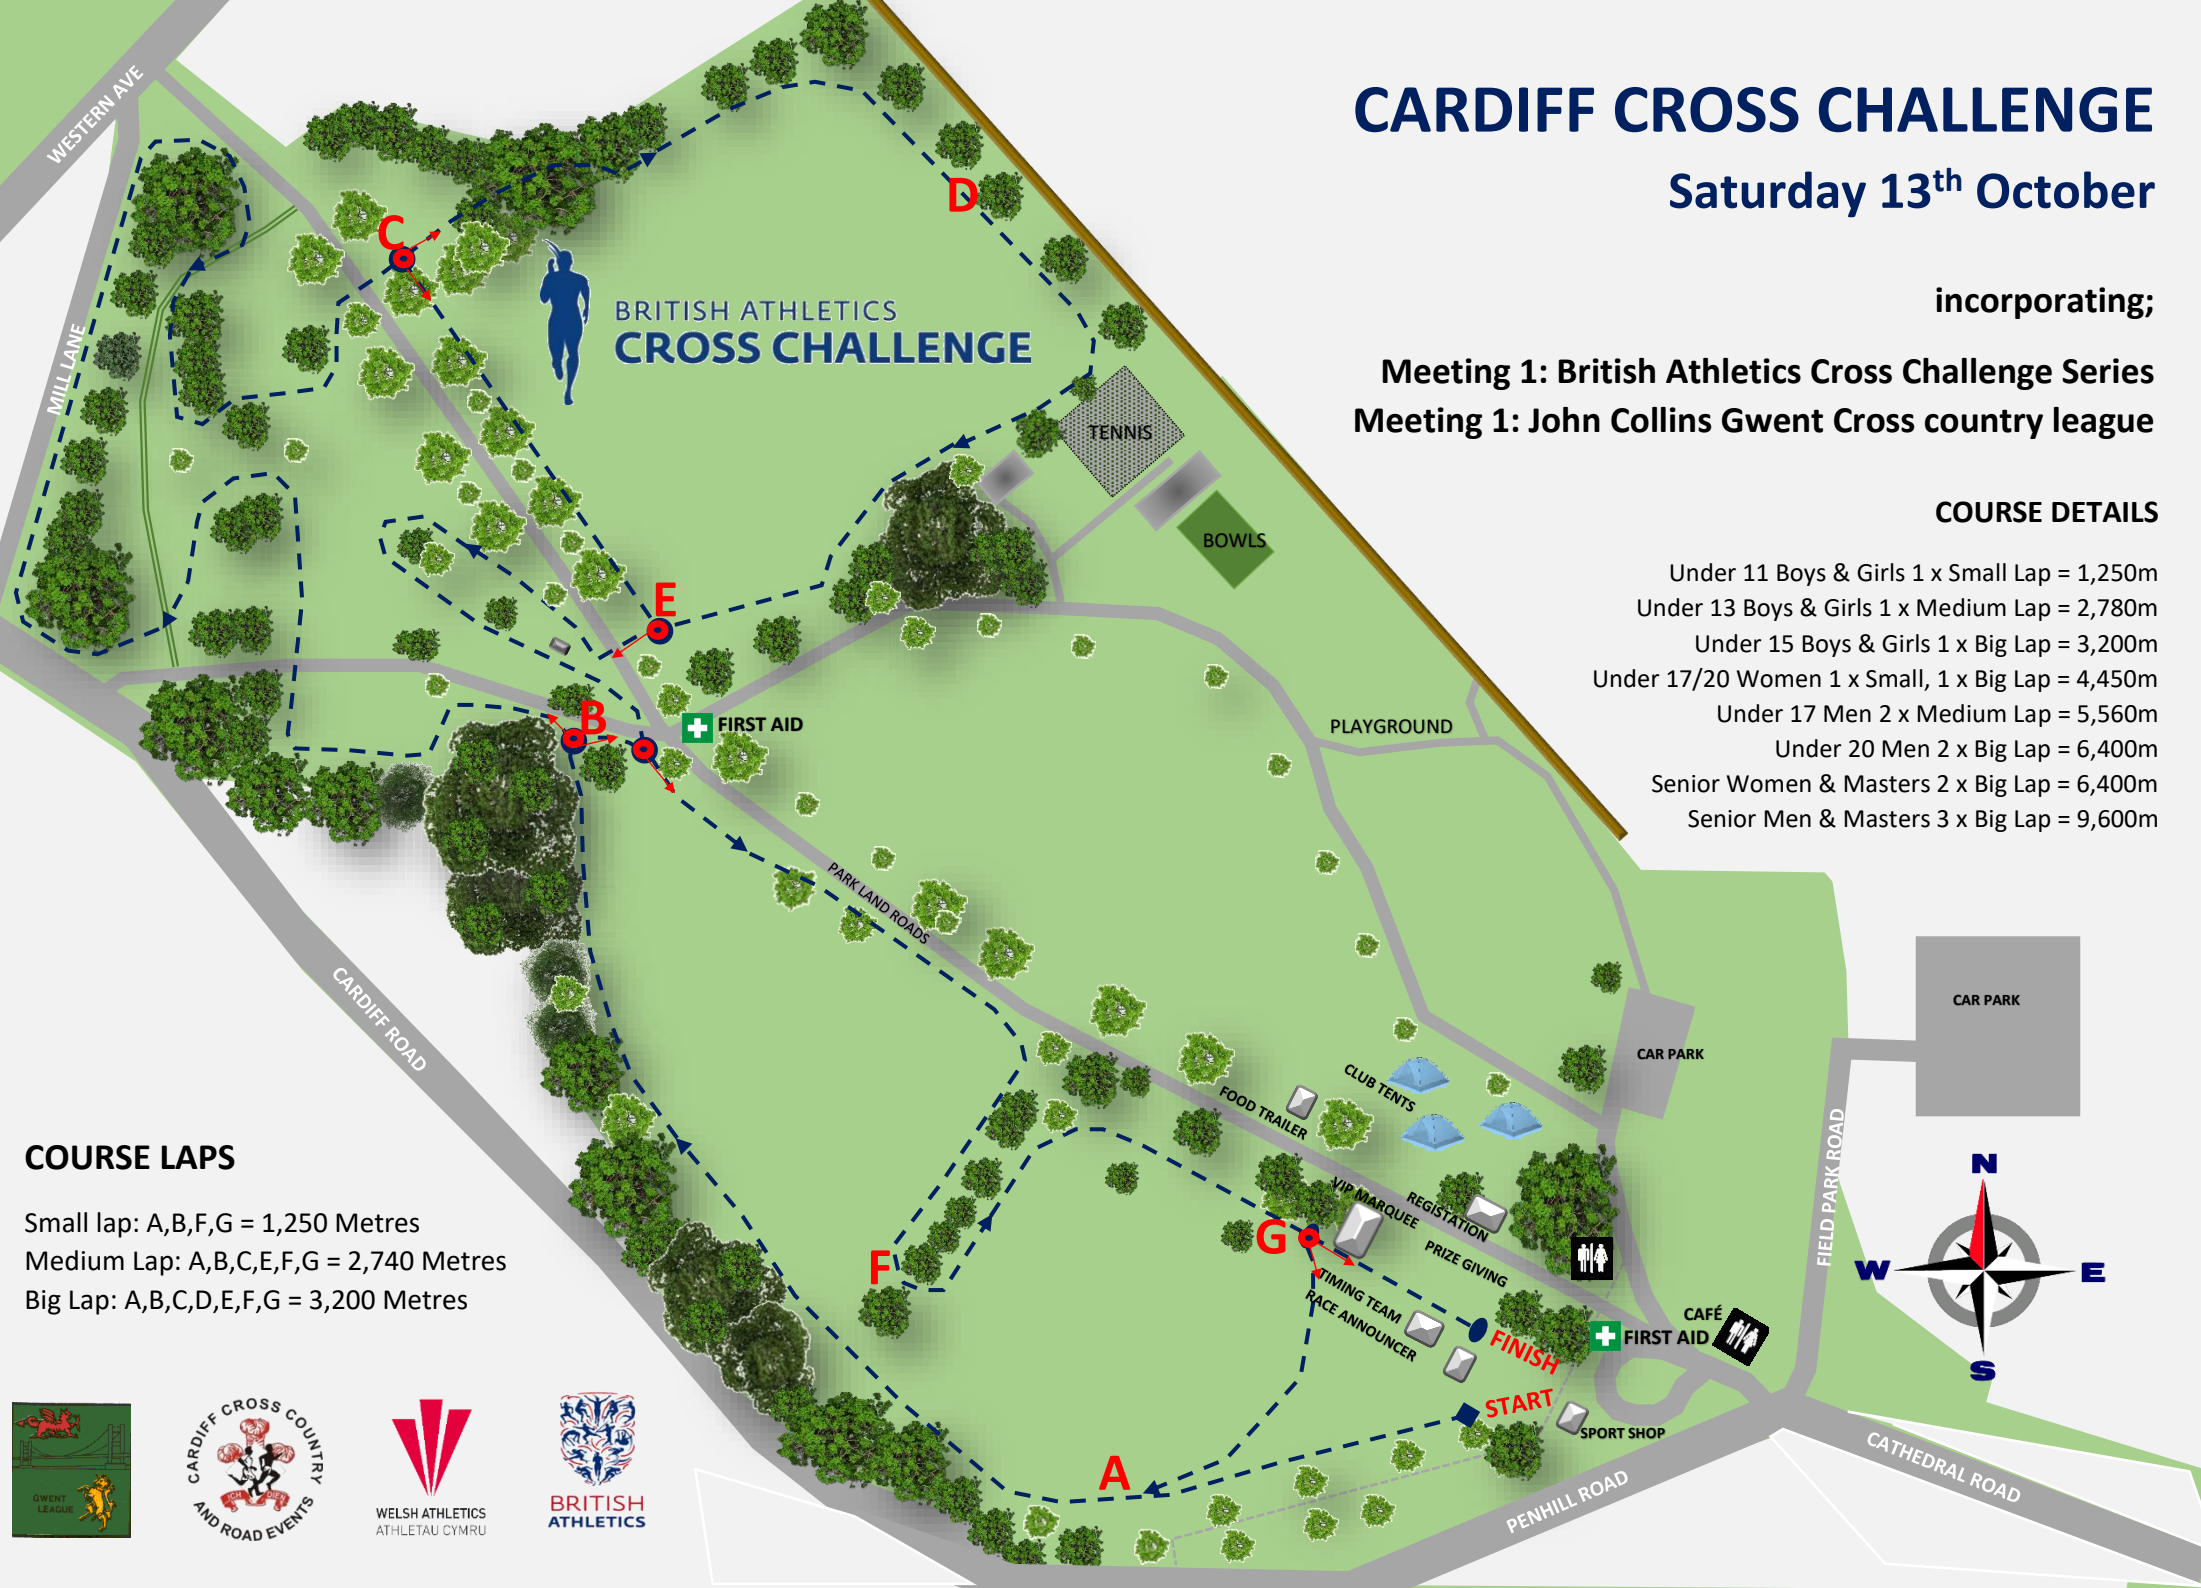 CARDIFF CROSS CHALLENGE
Saturday 13th October
incorporating;
Meeting 1: British Athletics Cross Challenge Series
Meeting 1: John Collins Gwent Cross country league
COURSE DETAILS
Under 11 Boys & Girls 1 x Small Lap = 1,250m
Under 13 Boys & Girls 1 x Medium Lap = 2,780m
Under 15 Boys & Girls 1 x Big Lap = 3,200m
Under 17/20 Women 1 x Small, 1 x Big Lap = 4,450m
Under 17 Men 2 x Medium Lap = 5,560m
Under 20 Men 2 x Big Lap = 6,400m
Senior Women & Masters 2 x Big Lap = 6,400m
Senior Men & Masters 3 x Big Lap = 9,600m
WESTERN AVE
MILL LANE
C
D
BRITISH ATHLETICS
CROSS CHALLENGE
TENNIS
BOWLS
E
B
FIRST AID
PLAYGROUND
PARK LAND ROADS
CARDIFF ROAD
CAR PARK
CAR PARK
CLUB TENTS
FOOD TRAILER
VIP MARQUEE
REGISTATION
PRIZE GIVING
FIELD PARK ROAD
G
F
TIMING TEAM
RACE ANNOUNCER
FINISH
START
CAFÉ
FIRST AID
SPORT SHOP
A
PENHILL ROAD
CATHEDRAL ROAD
N
W
E
S
COURSE LAPS
Small lap: A,B,F,G = 1,250 Metres
Medium Lap: A,B,C,E,F,G = 2,740 Metres
Big Lap: A,B,C,D,E,F,G = 3,200 Metres
GWENT
LEAGUE
CARDIFF CROSS COUNTRY
AND ROAD EVENTS
ICH DIEN
WELSH ATHLETICS
ATHLETAU CYMRU
BRITISH
ATHLETICS